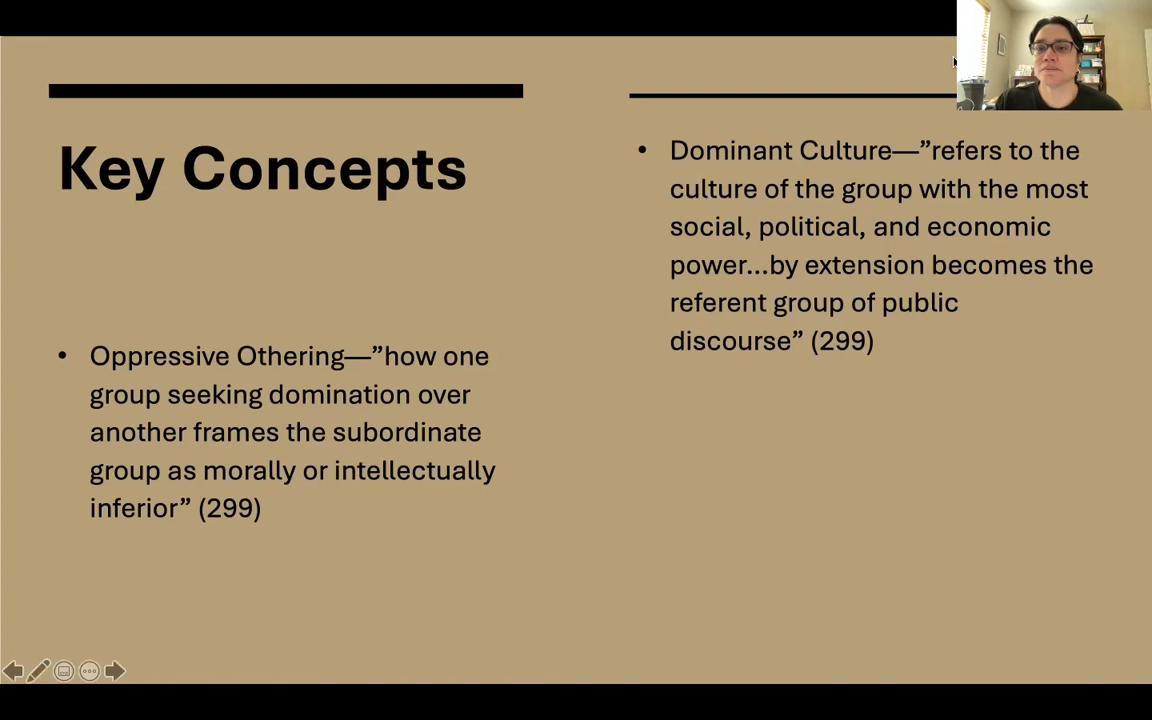 Key Concepts
• Oppressive Othering—”how one
group seeking domination over
another frames the subordinate
group as morally or intellectually
inferior” (299)
• Dominant Culture—”refers to the
culture of the group with the most
social, political, and economic
power...by extension becomes the
referent group of public
discourse” (299)